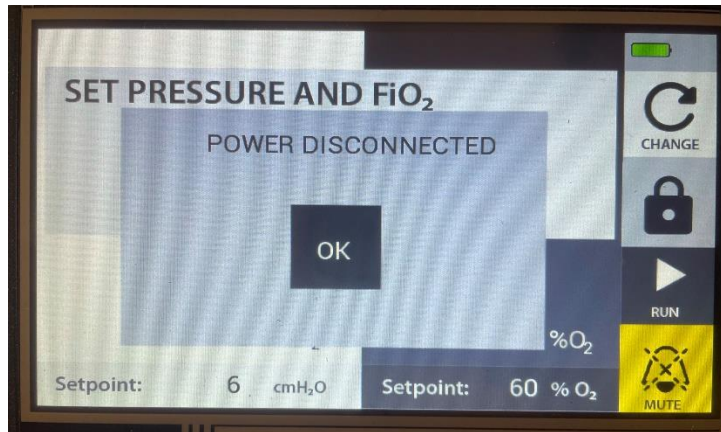 SET PRESSURE AND FiO₂
POWER DISCONNECTED
OK
%O₂
Setpoint: 6 cmH₂O
Setpoint: 60 % O₂
CHANGE
RUN
MUTE